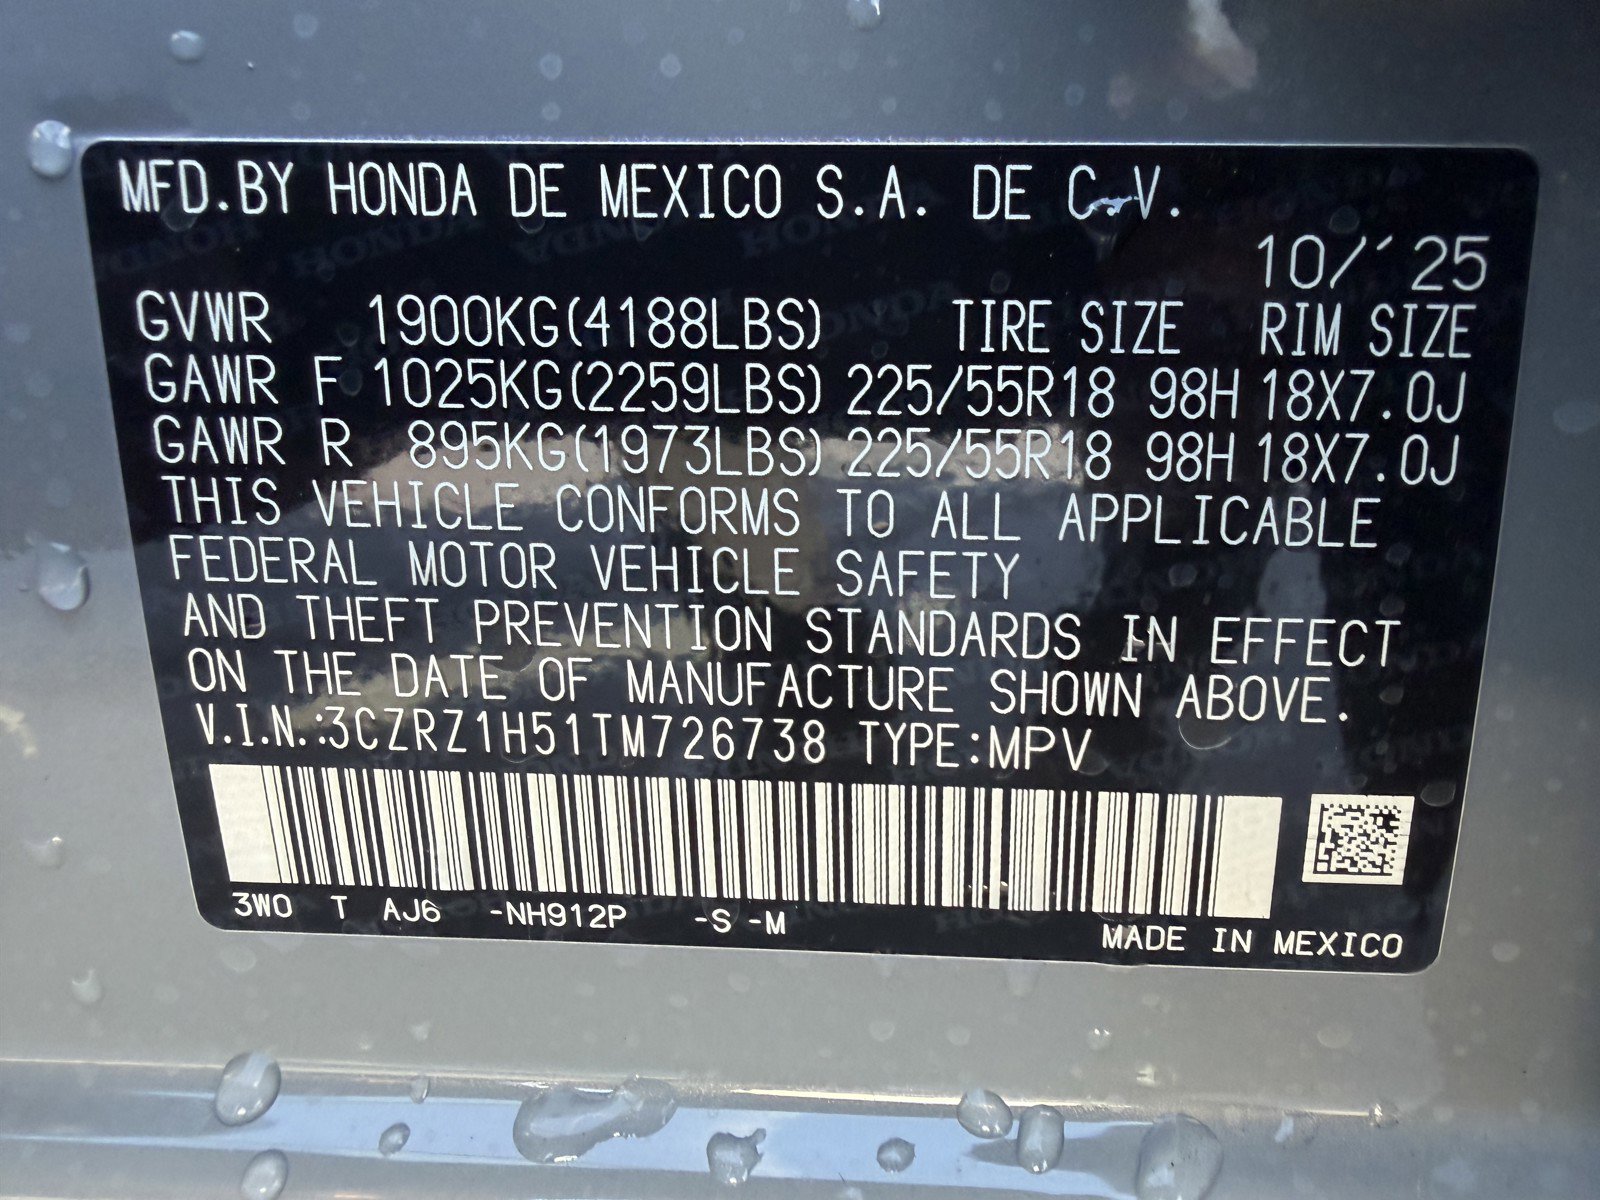 MFD.BY HONDA DE MEXICO S.A. DE C.V.
10/'25
GVWR 1900KG(4188LBS) TIRE SIZE RIM SIZE
GAWR F 1025KG(2259LBS) 225/55R18 98H 18X7.0J
GAWR R 895KG(1973LBS) 225/55R18 98H 18X7.0J
THIS VEHICLE CONFORMS TO ALL APPLICABLE
FEDERAL MOTOR VEHICLE SAFETY
AND THEFT PREVENTION STANDARDS IN EFFECT
ON THE DATE OF MANUFACTURE SHOWN ABOVE.
V.I.N.:3CZRZ1H51TM726738 TYPE:MPV
3W0 T AJ6 -NH912P -S -M
MADE IN MEXICO